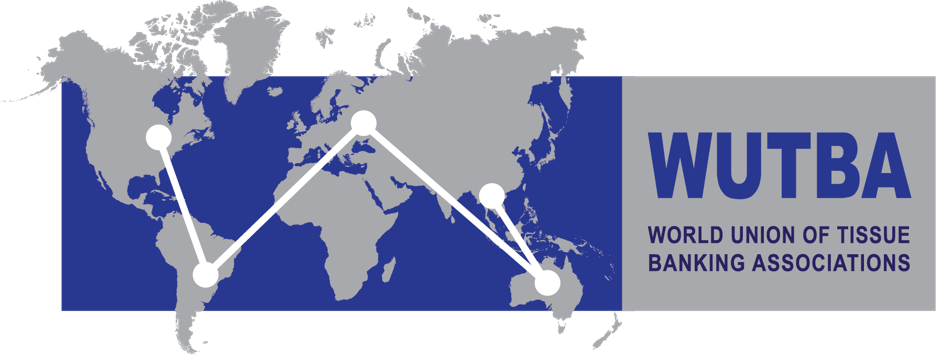 WUTBA
WORLD UNION OF TISSUE
BANKING ASSOCIATIONS